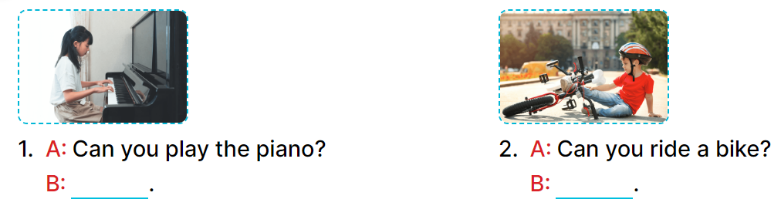 1. A: Can you play the piano?
B: ______.
2. A: Can you ride a bike?
B: ______.